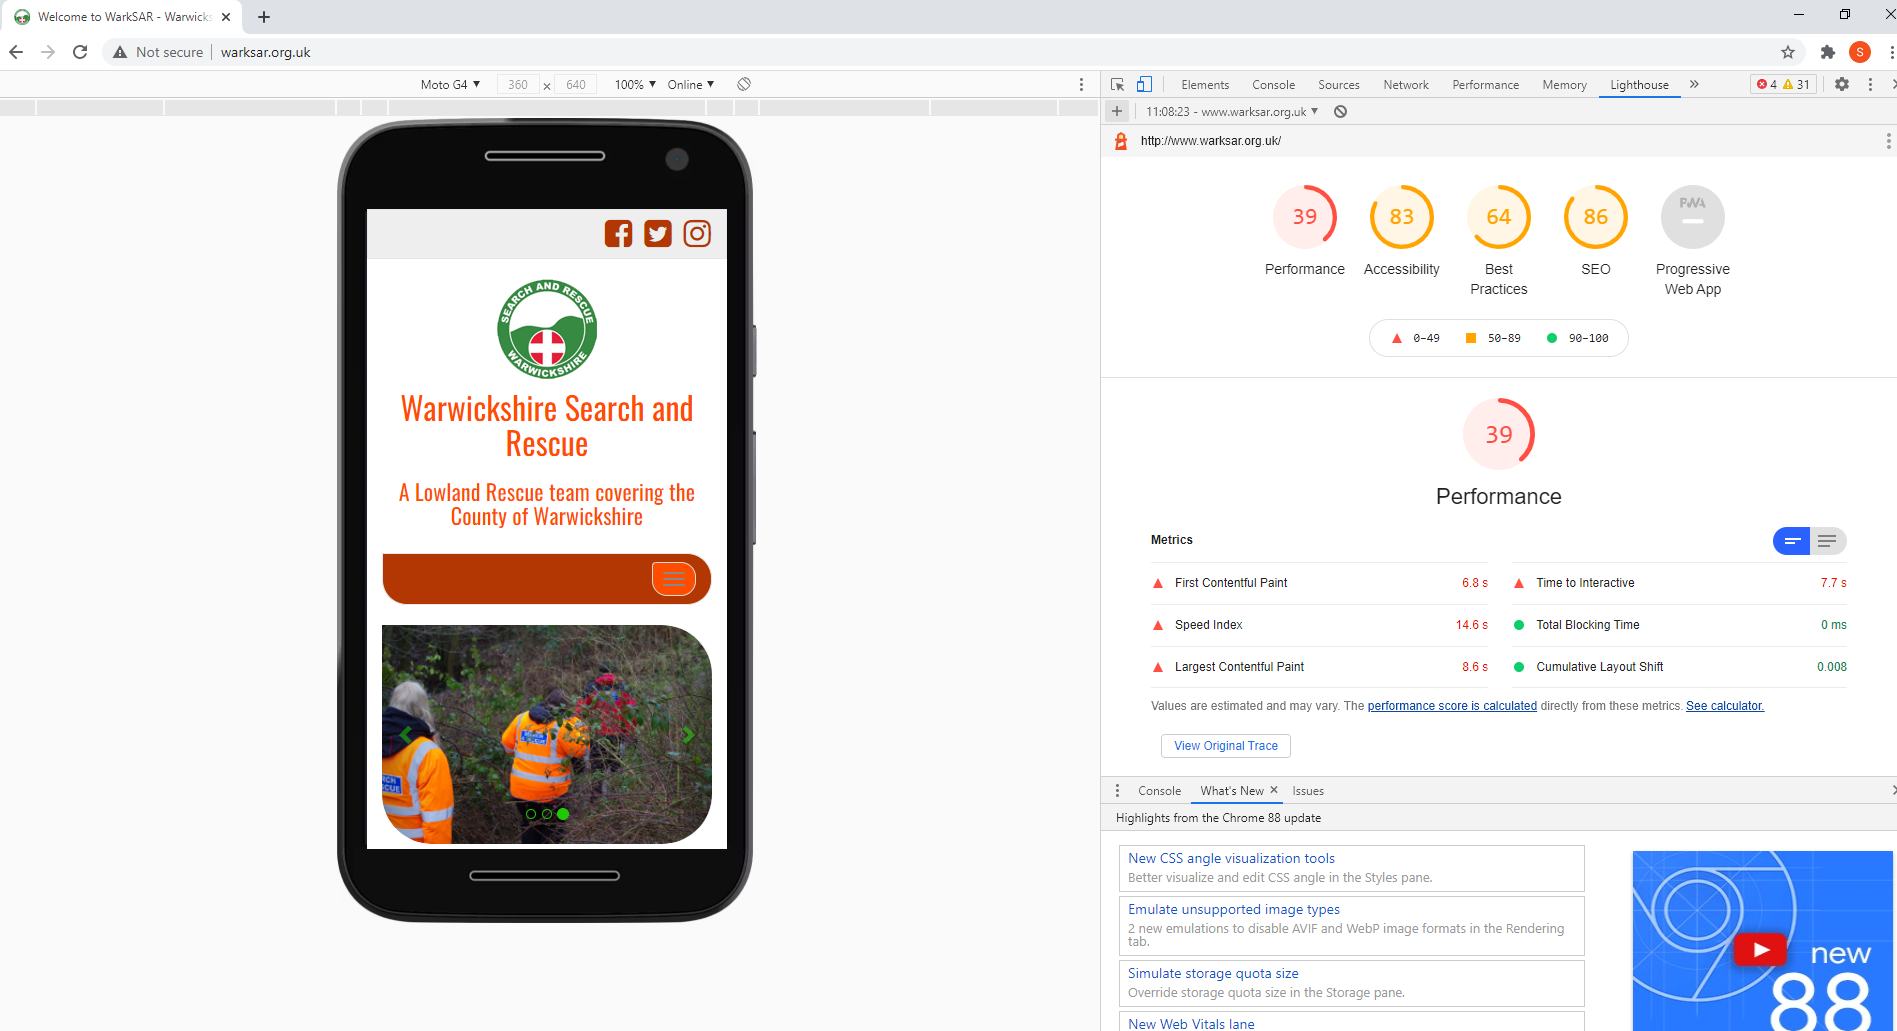 Welcome to WarkSAR - Warwicks
Not secure
warksar.org.uk
S
Moto G4
360
x
640
100%
Online
Elements
Console
Sources
Network
Performance
Memory
Lighthouse
4
31
11:08:23 - www.warksar.org.uk
http://www.warksar.org.uk/
SEARCH AND RESCUE
WARWICKSHIRE
Warwickshire Search and
Rescue
A Lowland Rescue team covering the
County of Warwickshire
39
83
64
86
PWA
Performance
Accessibility
Best
Practices
SEO
Progressive
Web App
0–49
50–89
90–100
39
Performance
Metrics
First Contentful Paint
6.8 s
Time to Interactive
7.7 s
Speed Index
14.6 s
Total Blocking Time
0 ms
Largest Contentful Paint
8.6 s
Cumulative Layout Shift
0.008
Values are estimated and may vary. The performance score is calculated directly from these metrics. See calculator.
View Original Trace
Console
What's New
Issues
Highlights from the Chrome 88 update
New CSS angle visualization tools
Better visualize and edit CSS angle in the Styles pane.
Emulate unsupported image types
2 new emulations to disable AVIF and WebP image formats in the Rendering
tab.
Simulate storage quota size
Override storage quota size in the Storage pane.
New Web Vitals lane
new
88